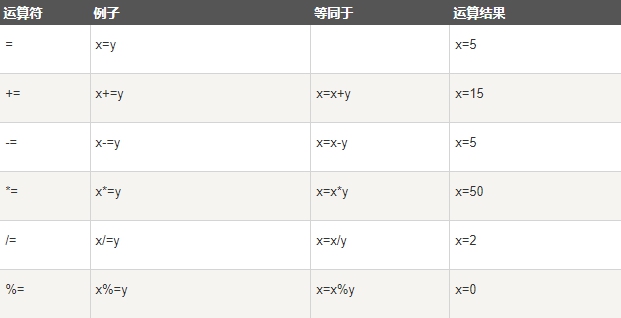 运算符 例子 等同于 运算结果
= x=y x=5
+= x+=y x=x+y x=15
-= x-=y x=x-y x=5
*= x*=y x=x*y x=50
/= x/=y x=x/y x=2
%= x%=y x=x%y x=0